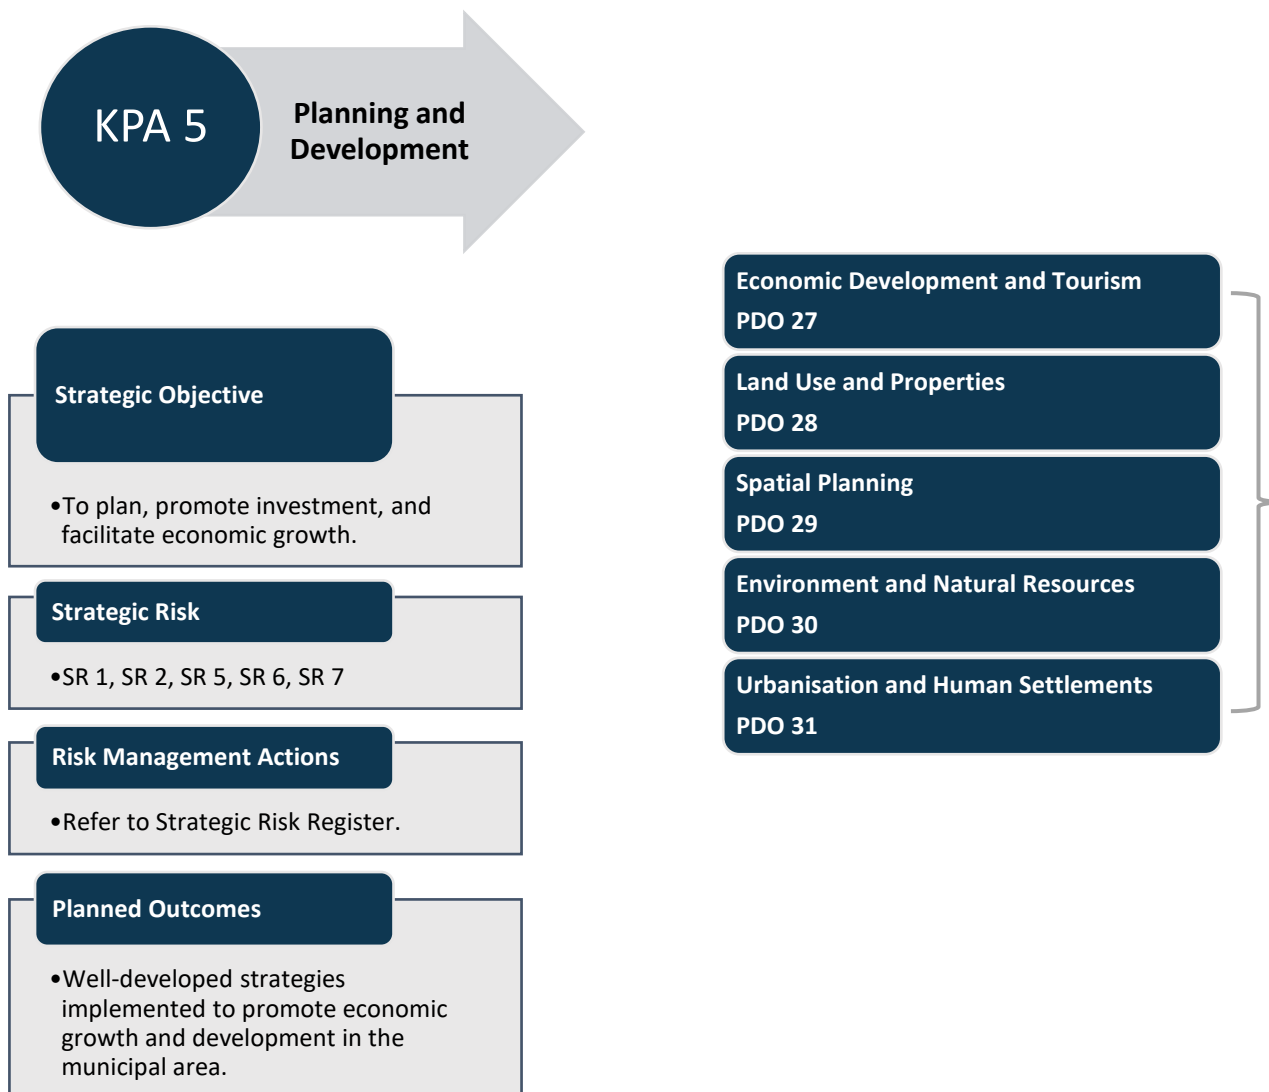 KPA 5
Planning and
Development
Strategic Objective
•To plan, promote investment, and
facilitate economic growth.
Strategic Risk
•SR 1, SR 2, SR 5, SR 6, SR 7
Risk Management Actions
•Refer to Strategic Risk Register.
Planned Outcomes
•Well-developed strategies
implemented to promote economic
growth and development in the
municipal area.
Economic Development and Tourism
PDO 27
Land Use and Properties
PDO 28
Spatial Planning
PDO 29
Environment and Natural Resources
PDO 30
Urbanisation and Human Settlements
PDO 31